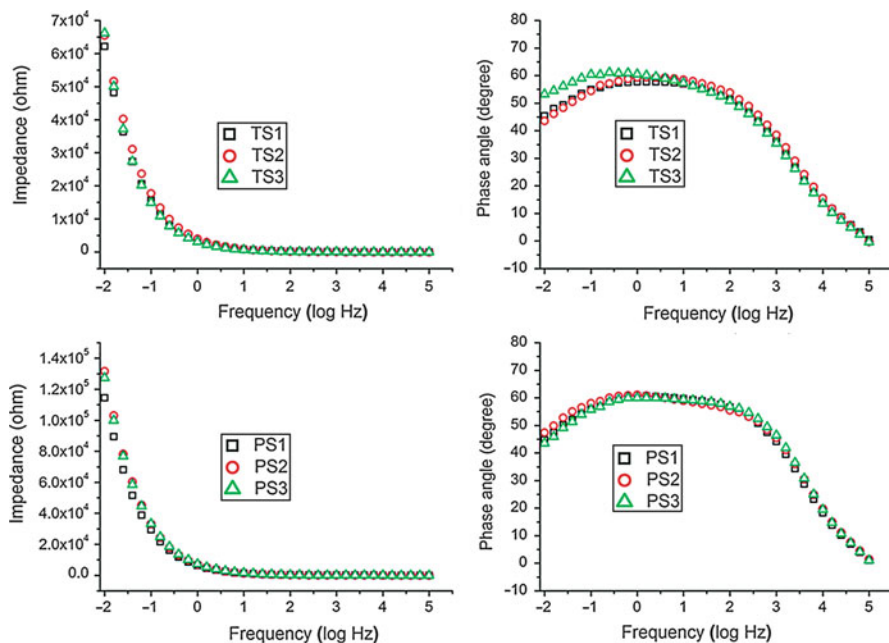 7x10⁴
6x10⁴
5x10⁴
4x10⁴
3x10⁴
2x10⁴
1x10⁴
0
Impedance (ohm)
TS1
TS2
TS3
−2 −1 0 1 2 3 4 5
Frequency (log Hz)
80
70
60
50
40
30
20
10
0
−10
Phase angle (degree)
TS1
TS2
TS3
−2 −1 0 1 2 3 4 5
Frequency (log Hz)
1.4x10⁵
1.2x10⁵
1.0x10⁵
8.0x10⁴
6.0x10⁴
4.0x10⁴
2.0x10⁴
0.0
Impedance (ohm)
PS1
PS2
PS3
−2 −1 0 1 2 3 4 5
Frequency (log Hz)
80
70
60
50
40
30
20
10
0
−10
Phase angle (degree)
PS1
PS2
PS3
−2 −1 0 1 2 3 4 5
Frequency (log Hz)